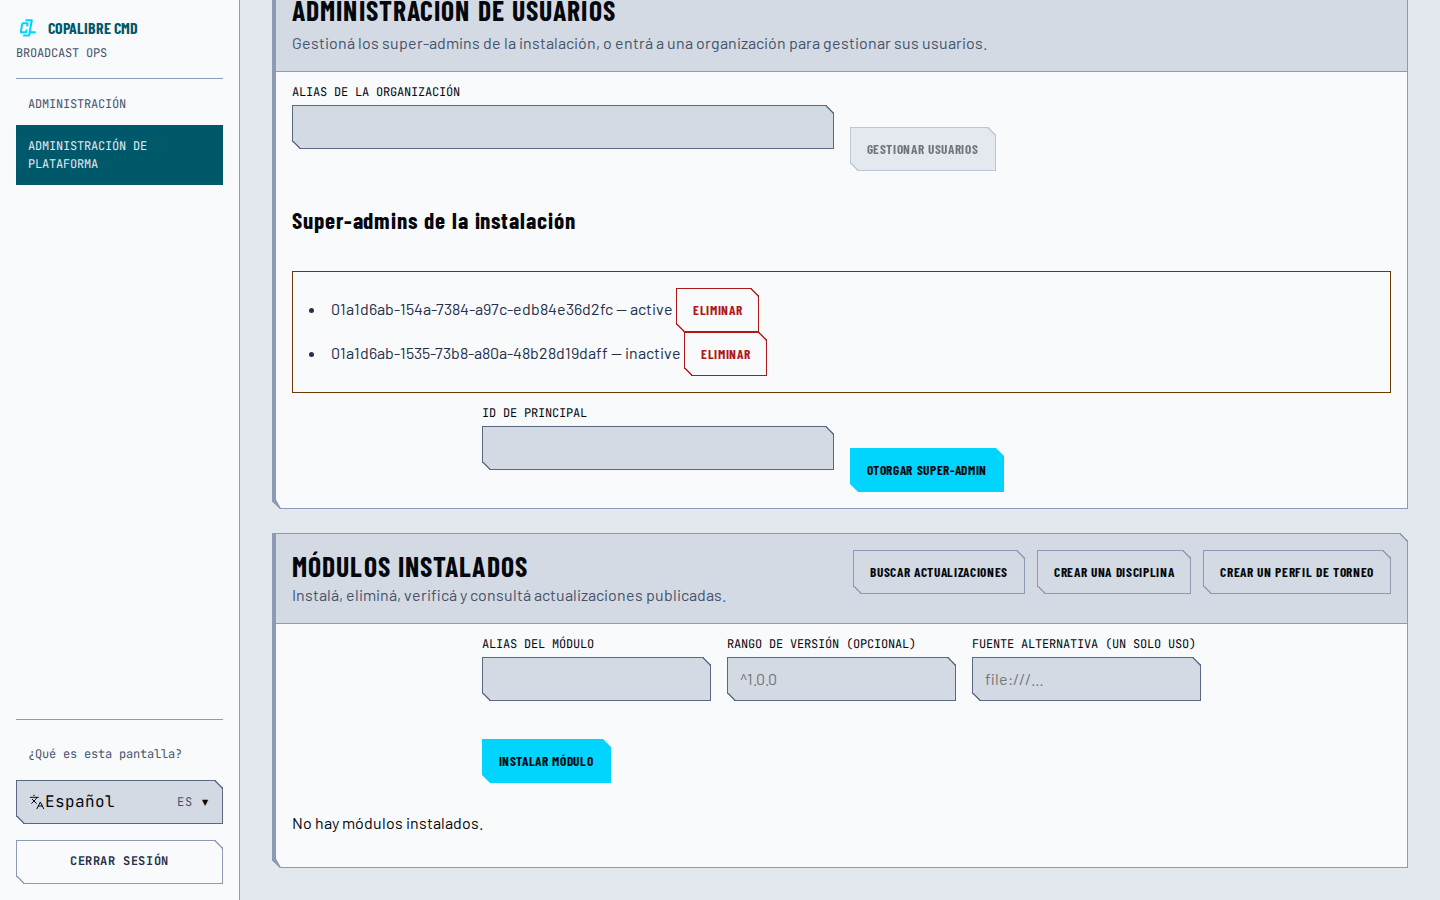 COPALIBRE CMD
BROADCAST OPS
ADMINISTRACIÓN
ADMINISTRACIÓN DE
PLATAFORMA
¿Qué es esta pantalla?
Español ES ▼
CERRAR SESIÓN
ADMINISTRACIÓN DE USUARIOS
Gestioná los super-admins de la instalación, o entrá a una organización para gestionar sus usuarios.
ALIAS DE LA ORGANIZACIÓN
GESTIONAR USUARIOS
Super-admins de la instalación
• 01a1d6ab-154a-7384-a97c-edb84e36d2fc — active ELIMINAR
• 01a1d6ab-1535-73b8-a80a-48b28d19daff — inactive ELIMINAR
ID DE PRINCIPAL
OTORGAR SUPER-ADMIN
MÓDULOS INSTALADOS
Instalá, eliminá, verificá y consultá actualizaciones publicadas.
BUSCAR ACTUALIZACIONES CREAR UNA DISCIPLINA CREAR UN PERFIL DE TORNEO
ALIAS DEL MÓDULO RANGO DE VERSIÓN (OPCIONAL) FUENTE ALTERNATIVA (UN SOLO USO)
^1.0.0 file:///...
INSTALAR MÓDULO
No hay módulos instalados.